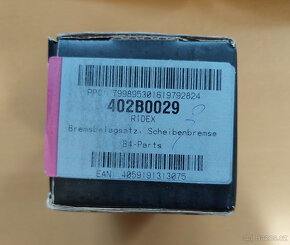 PPC: 799895301619792824
402B0029
RIDEX
Bremsbelagsatz, Scheibenbremse
84-Parts
EAN: 4059191313075